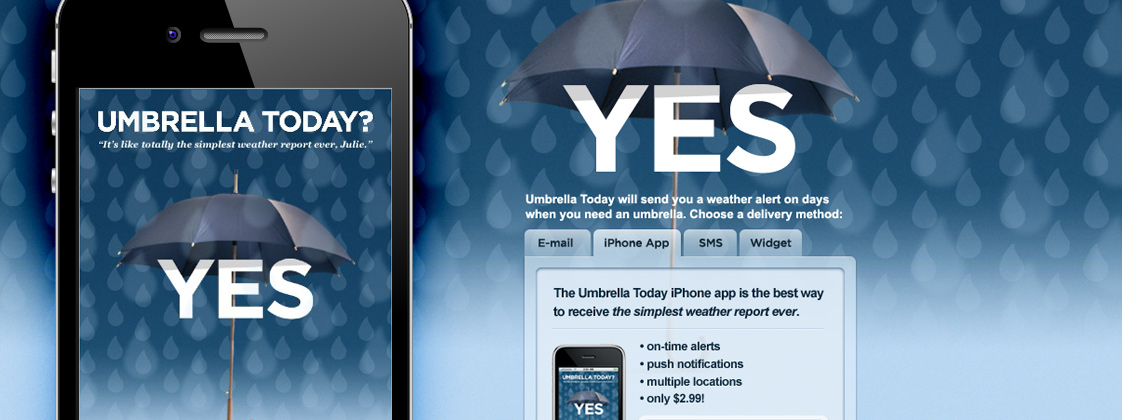 UMBRELLA TODAY?
“It's like totally the simplest weather report ever, Julie.”
YES
YES
Umbrella Today will send you a weather alert on days
when you need an umbrella. Choose a delivery method:
E-mail
iPhone App
SMS
Widget
The Umbrella Today iPhone app is the best way
to receive the simplest weather report ever.
• on-time alerts
• push notifications
• multiple locations
• only $2.99!
UMBRELLA TODAY?
YES